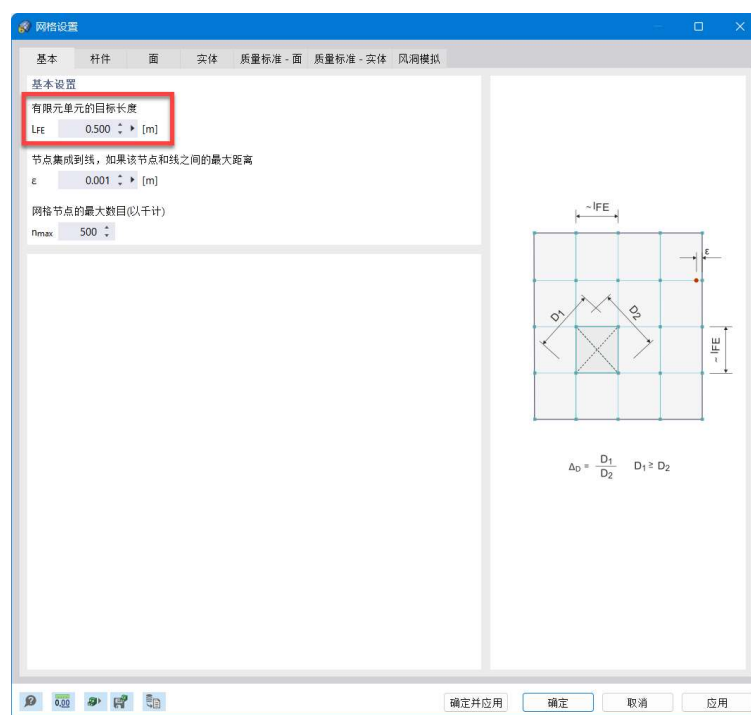 网格设置
基本 杆件 面 实体 质量标准 - 面 质量标准 - 实体 风洞模拟
基本设置
有限元单元的目标长度
LFE 0.500 [m]
节点集成到线，如果该节点和线之间的最大距离
ε 0.001 [m]
网格节点的最大数目(以千计)
nmax 500
~ lFE
ε
D1 D2
~ lFE
ΔD = D1 / D2 D1 ≥ D2
0,00
确定并应用 确定 取消 应用